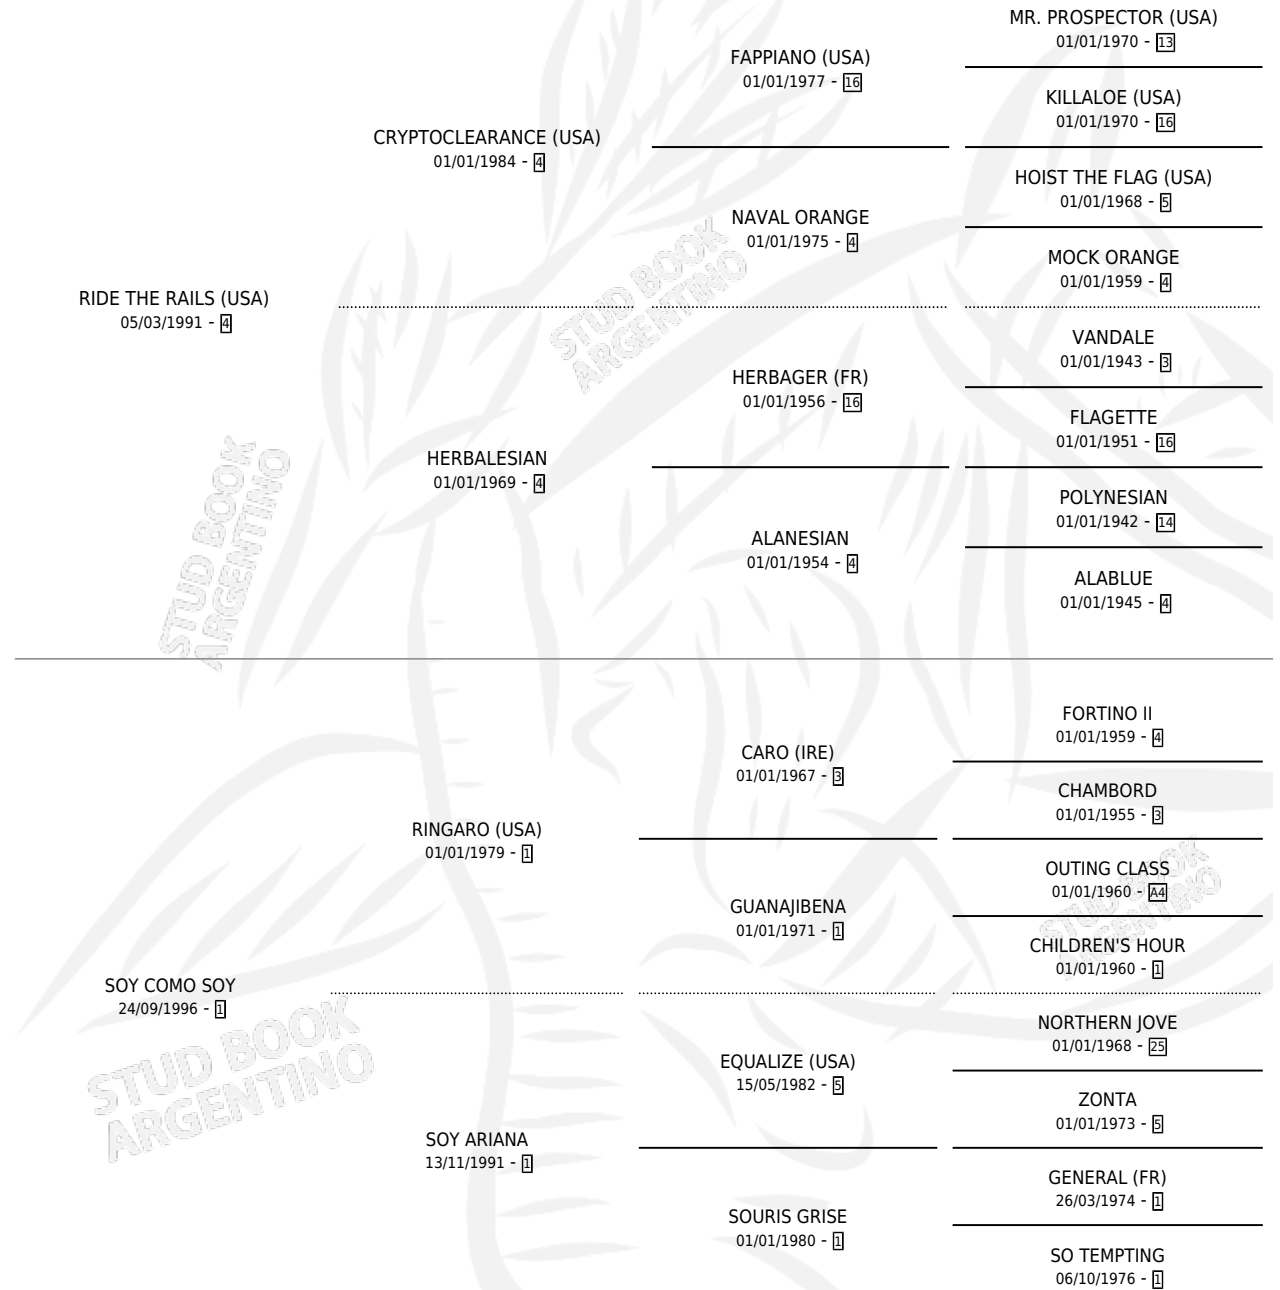 MR. PROSPECTOR (USA)
01/01/1970 - 13
FAPPIANO (USA)
01/01/1977 - 16
KILLALOE (USA)
01/01/1970 - 16
CRYPTOCLEARANCE (USA)
01/01/1984 - 4
HOIST THE FLAG (USA)
01/01/1968 - 5
NAVAL ORANGE
01/01/1975 - 4
MOCK ORANGE
01/01/1959 - 4
RIDE THE RAILS (USA)
05/03/1991 - 4
VANDALE
01/01/1943 - 3
HERBAGER (FR)
01/01/1956 - 16
FLAGETTE
01/01/1951 - 16
HERBALESIAN
01/01/1969 - 4
POLYNESIAN
01/01/1942 - 14
ALANESIAN
01/01/1954 - 4
ALABLUE
01/01/1945 - 4
FORTINO II
01/01/1959 - 4
CARO (IRE)
01/01/1967 - 3
CHAMBORD
01/01/1955 - 3
RINGARO (USA)
01/01/1979 - 1
OUTING CLASS
01/01/1960 - A4
GUANAJIBENA
01/01/1971 - 1
CHILDREN'S HOUR
01/01/1960 - 1
SOY COMO SOY
24/09/1996 - 1
NORTHERN JOVE
01/01/1968 - 25
EQUALIZE (USA)
15/05/1982 - 5
ZONTA
01/01/1973 - 5
SOY ARIANA
13/11/1991 - 1
GENERAL (FR)
26/03/1974 - 1
SOURIS GRISE
01/01/1980 - 1
SO TEMPTING
06/10/1976 - 1
STUD BOOK
ARGENTINO
STUD BOOK
ARGENTINO
STUD BOOK
ARGENTINO
STUD BOOK
ARGENTINO